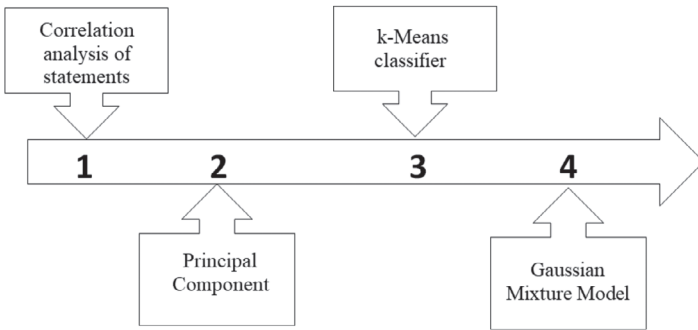 Correlation
analysis of
statements
k-Means
classifier
1 2 3 4
Principal
Component
Gaussian
Mixture Model